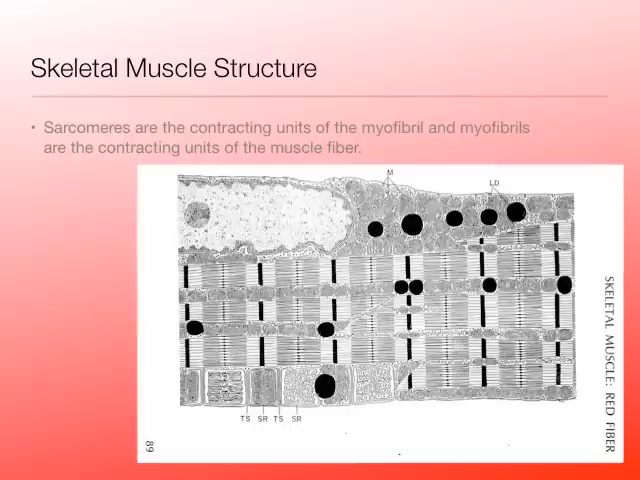 Skeletal Muscle Structure
• Sarcomeres are the contracting units of the myofibril and myofibrils
are the contracting units of the muscle fiber.
M
LD
SKELETAL MUSCLE: RED FIBER
TS SR TS SR
89